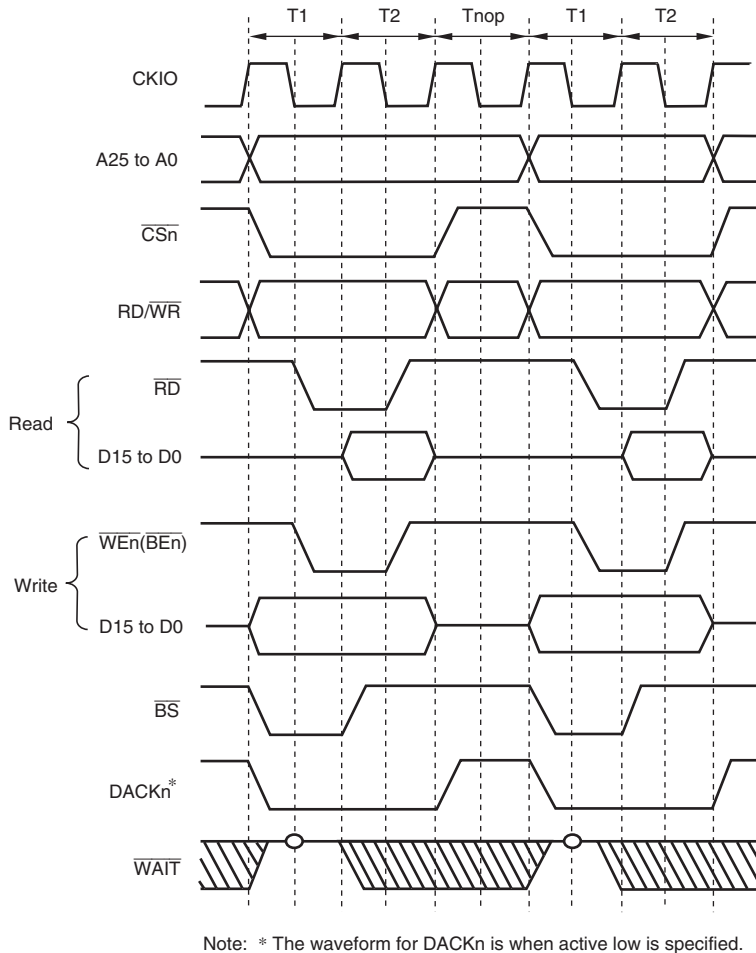 T1 T2 Tnop T1 T2
CKIO
A25 to A0
CSn
RD/WR
RD
Read
D15 to D0
WEn(BEn)
Write
D15 to D0
BS
DACKn*
WAIT
Note: * The waveform for DACKn is when active low is specified.